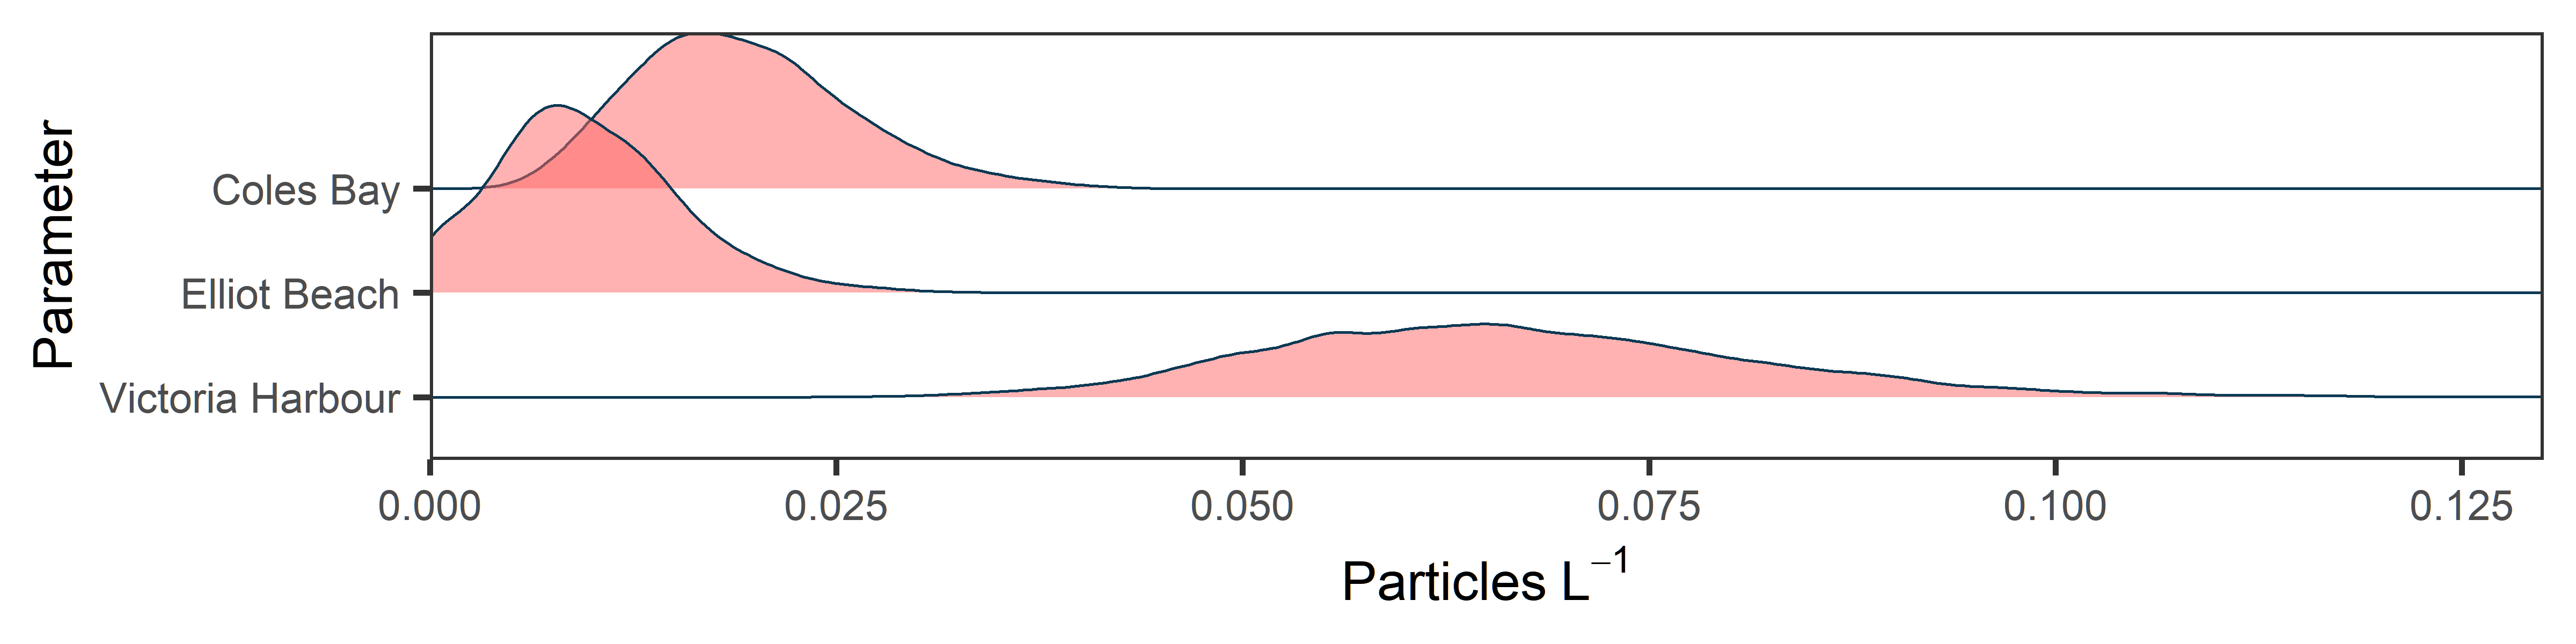 Parameter
Coles Bay
Elliot Beach
Victoria Harbour
0.000 0.025 0.050 0.075 0.100 0.125
Particles L⁻¹